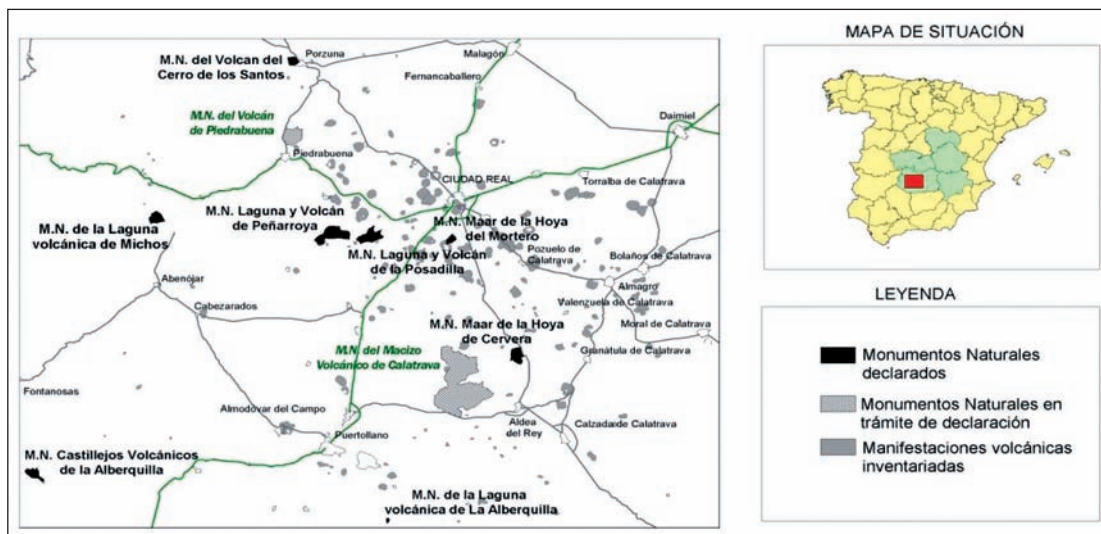 M.N. del Volcan del
Cerro de los Santos
Porzuna
Malagón
Fernancaballero
M.N. del Volcán
de Piedrabuena
Daimiel
Piedrabuena
CIUDAD REAL
Torralba de Calatrava
M.N. de la Laguna
volcánica de Michos
M.N. Laguna y Volcán
de Peñarroya
M.N. Maar de la Hoya
del Mortero
M.N. Laguna y Volcán
de la Posadilla
Pozuelo de
Calatrava
Bolaños de Calatrava
Abenójar
Almagro
Cabezarados
Valenzuela de Calatrava
M.N. Maar de la Hoya
de Cervera
Moral de Calatrava
M.N. del Macizo
Volcánico de Calatrava
Granátula de Calatrava
Fontanosas
Almodovar del Campo
Aldea
del Rey
Calzada de Calatrava
Puertollano
M.N. Castillejos Volcánicos
de la Alberquilla
M.N. de la Laguna
volcánica de La Alberquilla
MAPA DE SITUACIÓN
LEYENDA
Monumentos Naturales
declarados
Monumentos Naturales en
trámite de declaración
Manifestaciones volcánicas
inventariadas